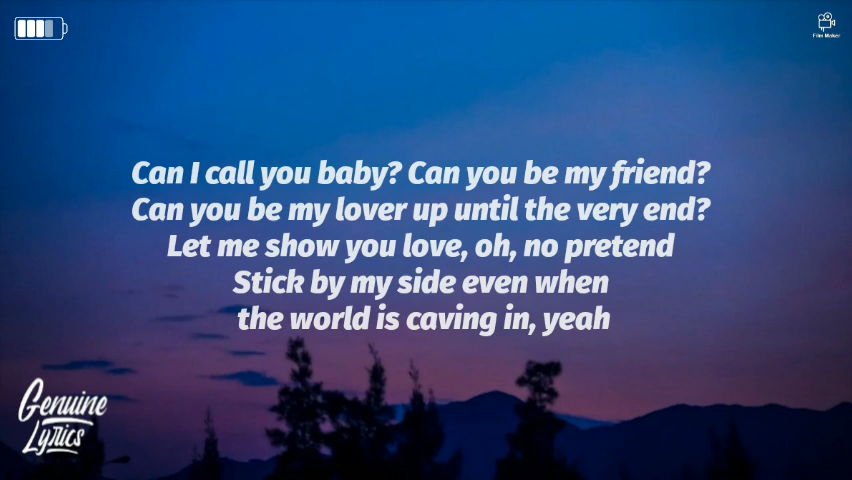 Film Maker
Can I call you baby? Can you be my friend?
Can you be my lover up until the very end?
Let me show you love, oh, no pretend
Stick by my side even when
the world is caving in, yeah
Genuine
Lyrics